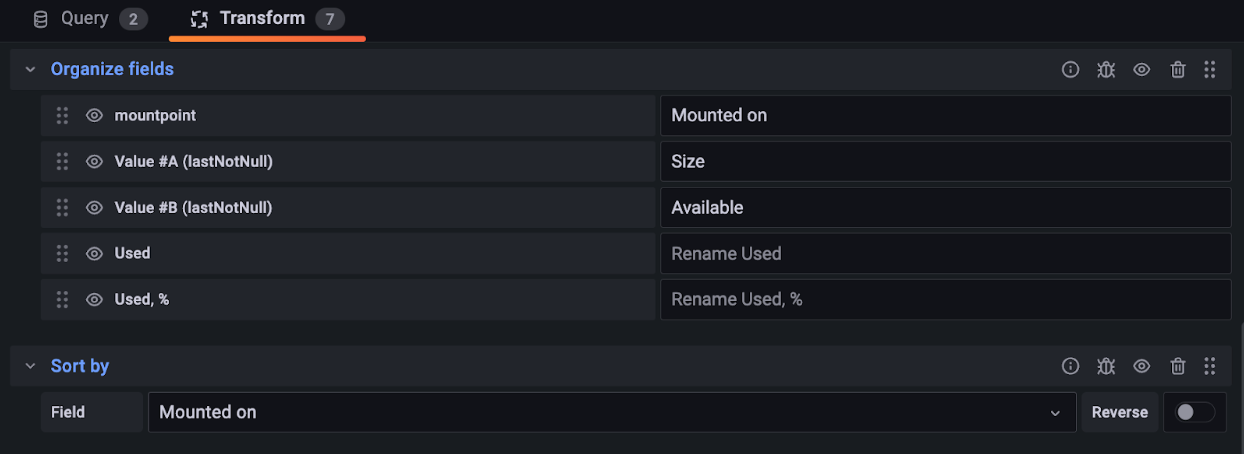 Query 2 Transform 7
Organize fields
mountpoint Mounted on
Value #A (lastNotNull) Size
Value #B (lastNotNull) Available
Used Rename Used
Used, % Rename Used, %
Sort by
Field Mounted on Reverse